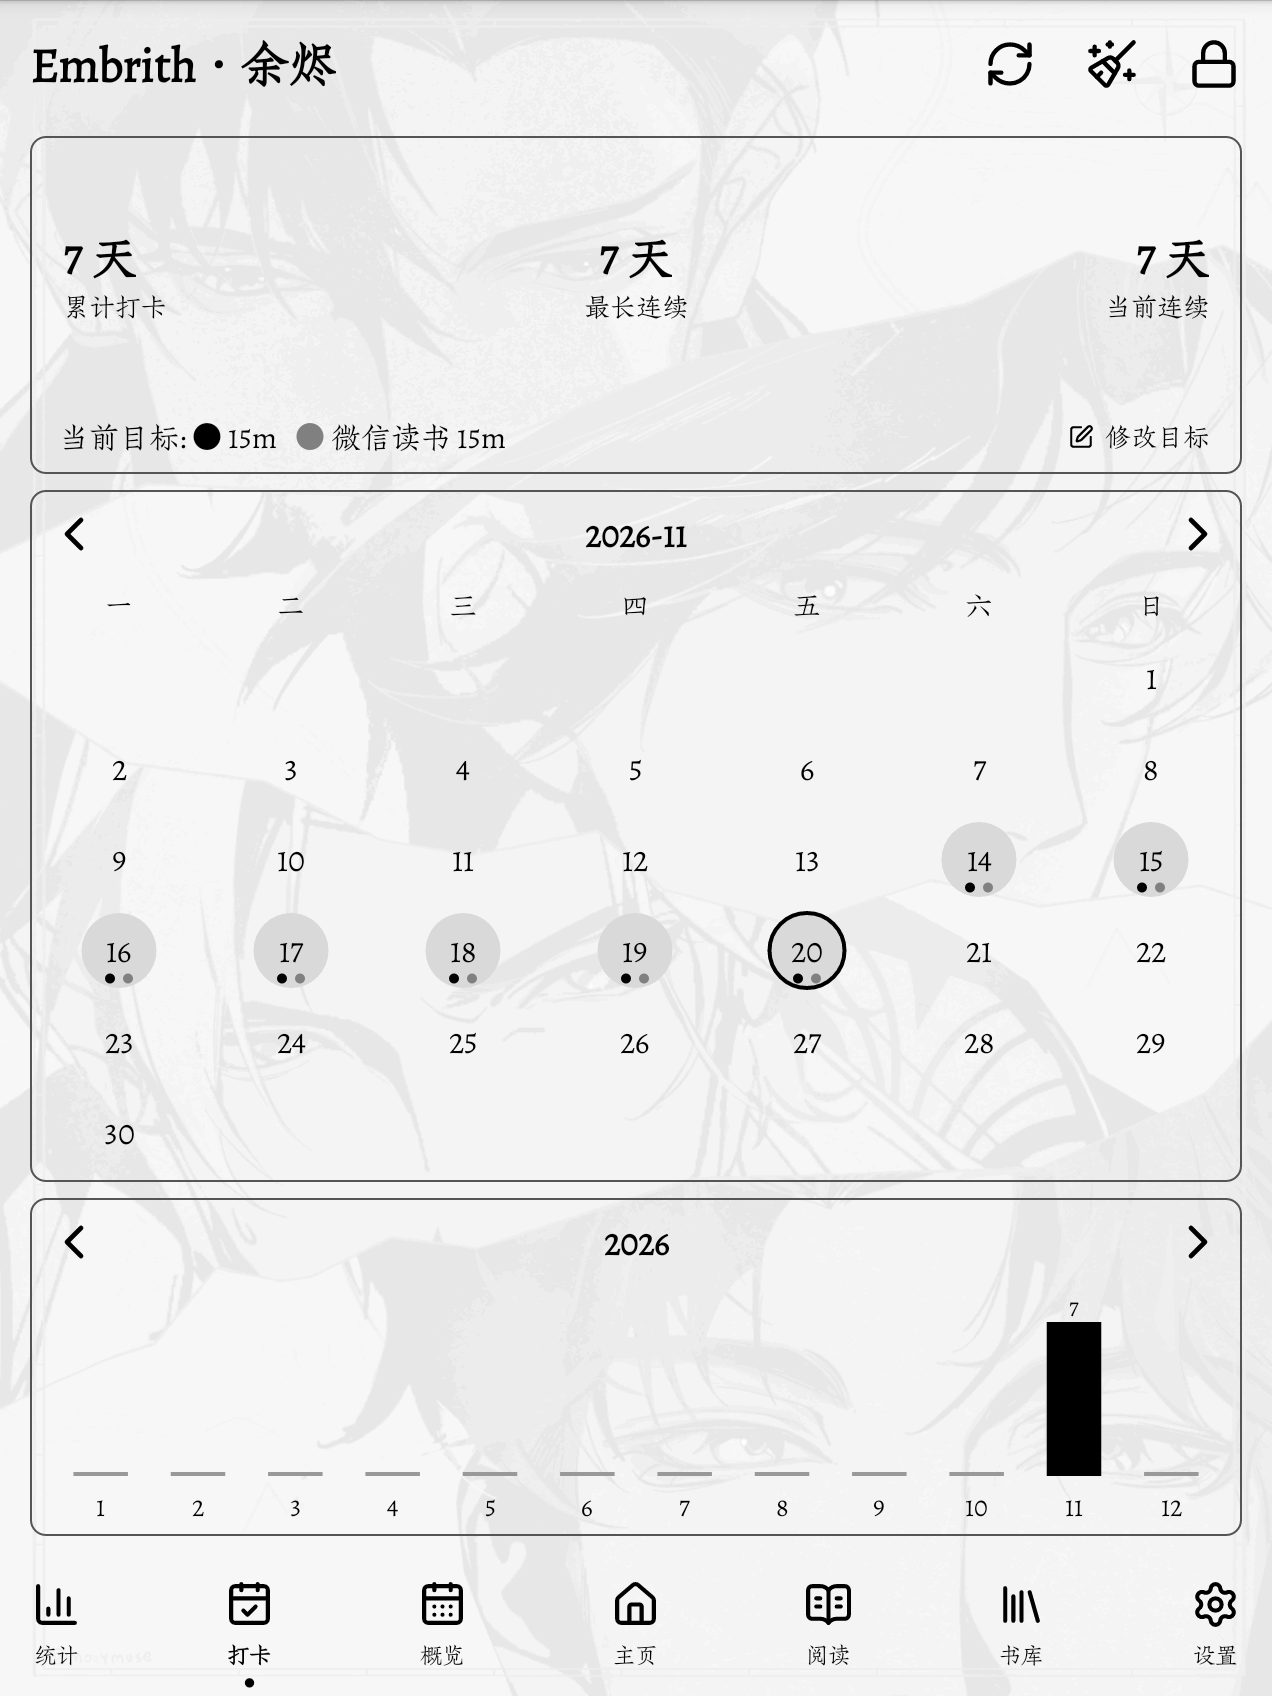 Embrith · 余烬
7 天 7 天 7 天
累计打卡 最长连续 当前连续
当前目标: 15m 微信读书 15m 修改目标
2026-11
一 二 三 四 五 六 日
1
2 3 4 5 6 7 8
9 10 11 12 13 14 15
16 17 18 19 20 21 22
23 24 25 26 27 28 29
30
2026
7
1 2 3 4 5 6 7 8 9 10 11 12
统计 打卡 概览 主页 阅读 书库 设置